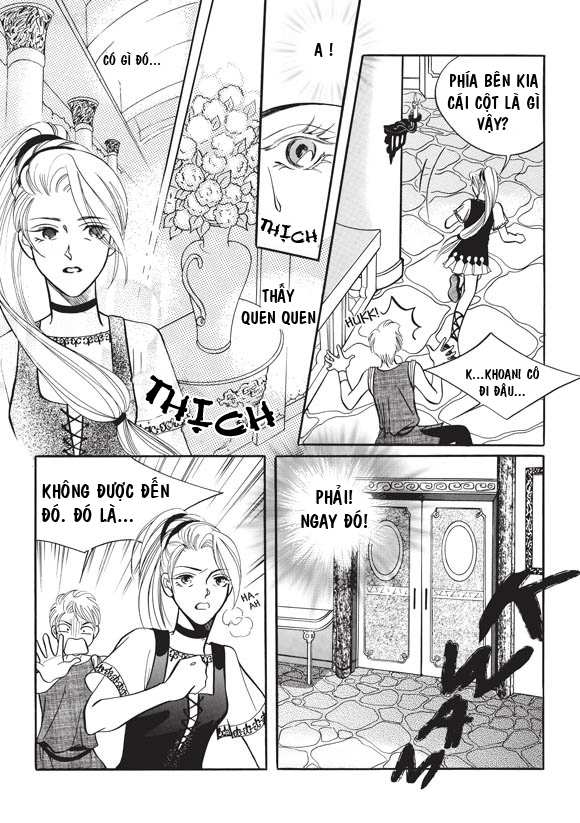 CÓ GÌ ĐÓ...
A !
THỊCH
THẤY
QUEN QUEN
THỊCH
PHÍA BÊN KIA
CÁI CỘT LÀ GÌ
VẬY?
HỰKK!
K...KHOAN! CÔ
ĐI ĐÂU...
KHÔNG ĐƯỢC ĐẾN
ĐÓ. ĐÓ LÀ...
HA-
AH
PHẢI!
NGAY ĐÓ!
KWAM